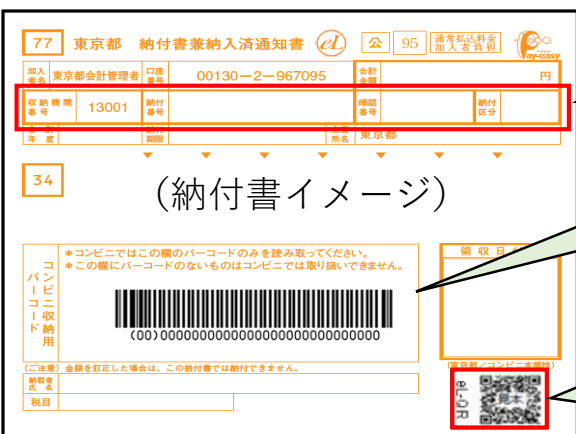 77 東京都 納付書兼納入済通知書 eL 公 95 通常払込料金加入者負担 Pay-easy
加入者名 東京都会計管理者 口座番号 00130−2−967095 合計金額 円
収納機関番号 13001 納付番号 確認番号 納付区分
年度 期限 所名 東京都
34
(納付書イメージ)
コンビニ収納用バーコード
*コンビニではこの欄のバーコードのみを読み取ってください。
*この欄にバーコードのないものはコンビニでは取り扱いできません。
領収日
(ご注意) 金額を訂正した場合は、この納付書では納付できません。
(東京都/コンビニ本部控)
納税者氏名
税目
eL-QR
見本